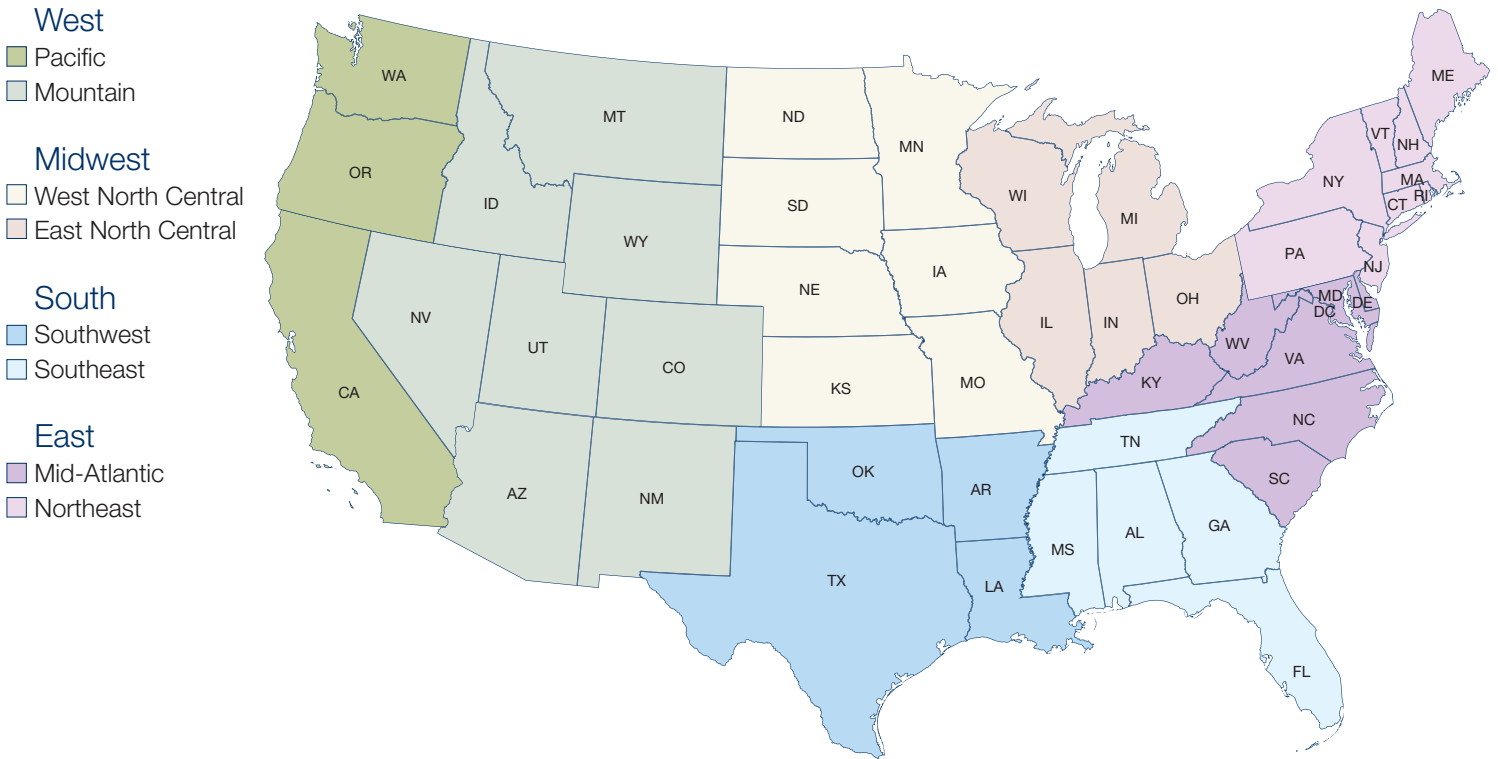 West
Pacific
Mountain
Midwest
West North Central
East North Central
South
Southwest
Southeast
East
Mid-Atlantic
Northeast
WA
OR
CA
MT
ID
WY
NV
UT
CO
AZ
NM
ND
SD
NE
KS
MN
IA
MO
WI
MI
IL
IN
OH
OK
AR
TX
LA
TN
MS
AL
GA
FL
KY
WV
VA
NC
SC
MD
DC
DE
ME
VT
NH
NY
MA
RI
CT
PA
NJ